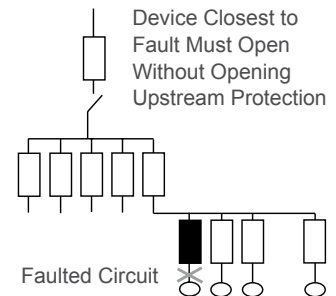 Device Closest to
Fault Must Open
Without Opening
Upstream Protection
Faulted Circuit